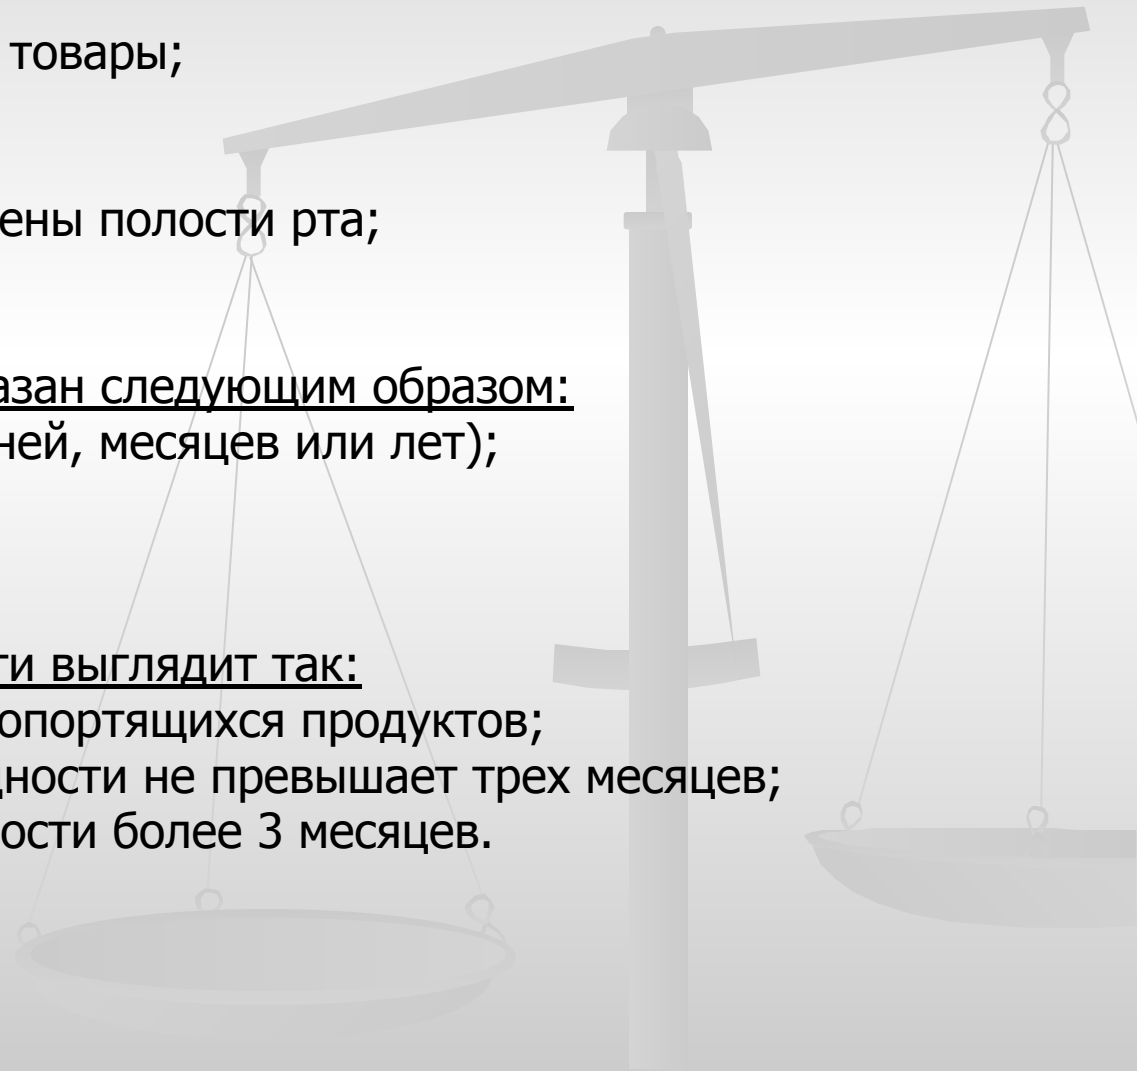 товары;
ены полости рта;
азан следующим образом:
ней, месяцев или лет);
ти выглядит так:
опортящихся продуктов;
дности не превышает трех месяцев;
ости более 3 месяцев.